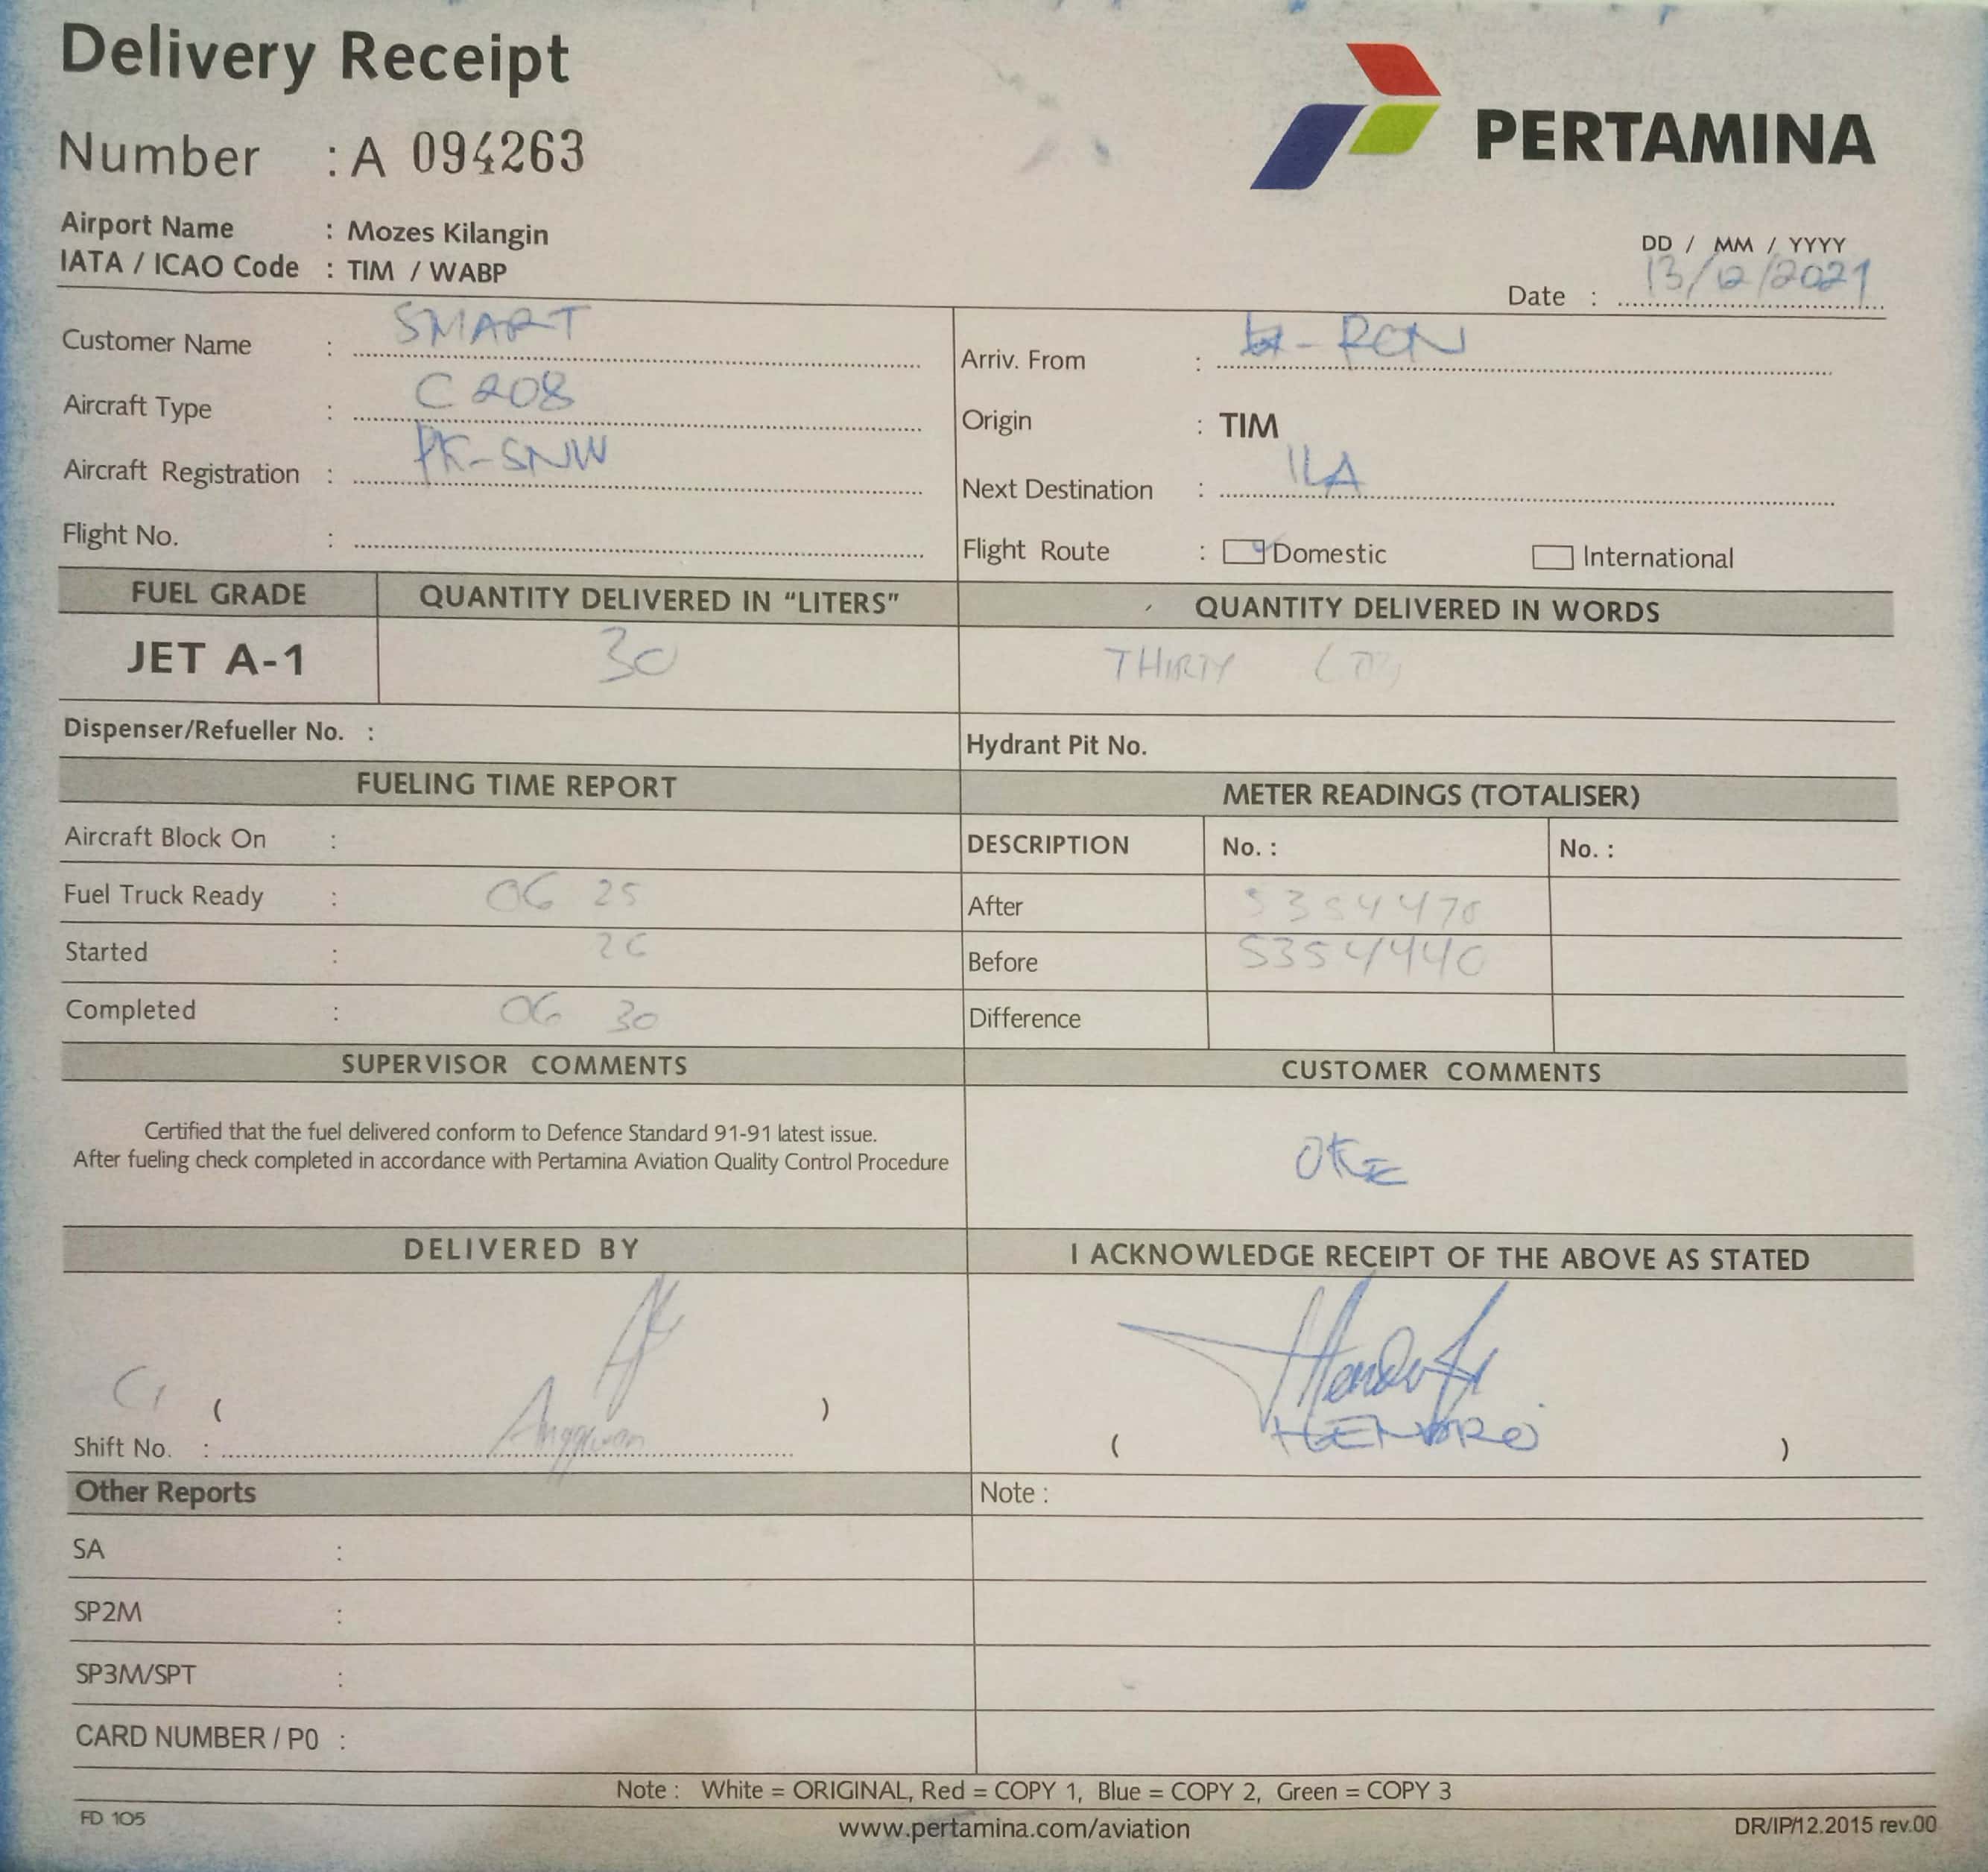 Delivery Receipt
PERTAMINA
Number : A 094263
Airport Name : Mozes Kilangin
IATA / ICAO Code : TIM / WABP
DD / MM / YYYY
Date : 13/12/2021
Customer Name : SMART
Arriv. From : - RON
Aircraft Type : C 208
Origin : TIM
Aircraft Registration : PK-SNW
Next Destination : ILA
Flight No. :
Flight Route : Domestic International
FUEL GRADE QUANTITY DELIVERED IN “LITERS” QUANTITY DELIVERED IN WORDS
JET A-1 30 THIRTY
Dispenser/Refueller No. : Hydrant Pit No.
FUELING TIME REPORT METER READINGS (TOTALISER)
Aircraft Block On : DESCRIPTION No. : No. :
Fuel Truck Ready : 06 25 After 5354470
Started : 26 Before 5354440
Completed : 06 30 Difference
SUPERVISOR COMMENTS CUSTOMER COMMENTS
Certified that the fuel delivered conform to Defence Standard 91-91 latest issue.
After fueling check completed in accordance with Pertamina Aviation Quality Control Procedure
OKE
DELIVERED BY I ACKNOWLEDGE RECEIPT OF THE ABOVE AS STATED
( )
Shift No. :
( HENDRO )
Other Reports Note :
SA :
SP2M :
SP3M/SPT :
CARD NUMBER / P0 :
Note : White = ORIGINAL, Red = COPY 1, Blue = COPY 2, Green = COPY 3
FD 105 www.pertamina.com/aviation DR/IP/12.2015 rev.00